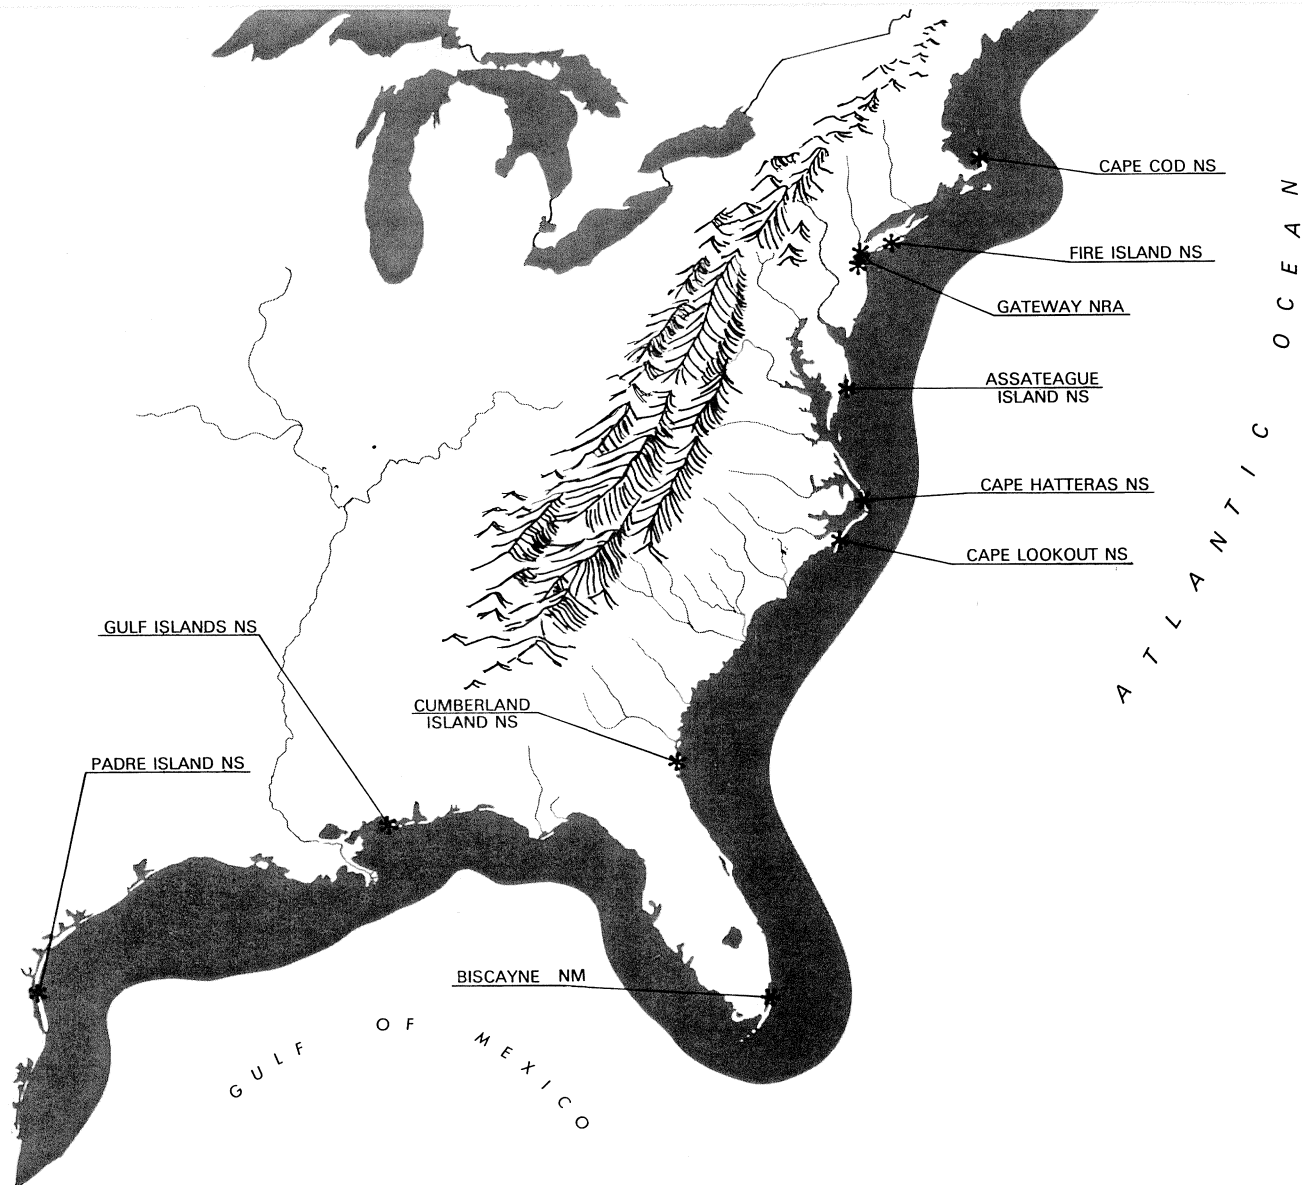 CAPE COD NS
FIRE ISLAND NS
GATEWAY NRA
ASSATEAGUE
ISLAND NS
CAPE HATTERAS NS
CAPE LOOKOUT NS
GULF ISLANDS NS
CUMBERLAND
ISLAND NS
PADRE ISLAND NS
BISCAYNE NM
ATLANTIC OCEAN
GULF OF MEXICO